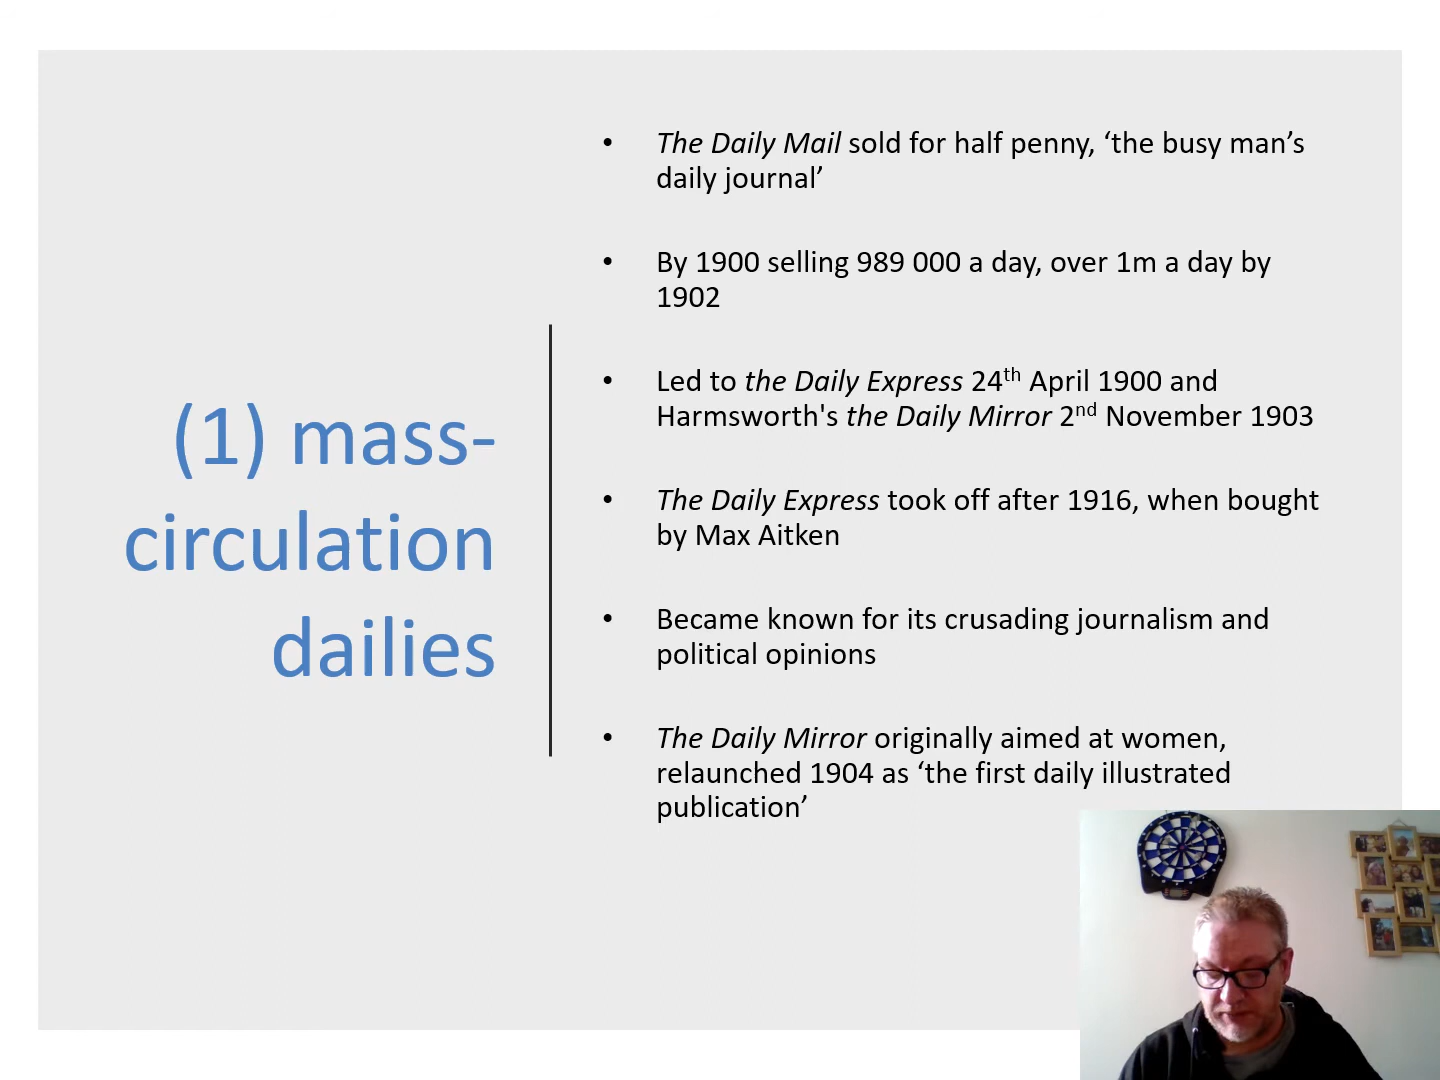 (1) mass-
circulation
dailies
• The Daily Mail sold for half penny, ‘the busy man’s
daily journal’
• By 1900 selling 989 000 a day, over 1m a day by
1902
• Led to the Daily Express 24th April 1900 and
Harmsworth's the Daily Mirror 2nd November 1903
• The Daily Express took off after 1916, when bought
by Max Aitken
• Became known for its crusading journalism and
political opinions
• The Daily Mirror originally aimed at women,
relaunched 1904 as ‘the first daily illustrated
publication’